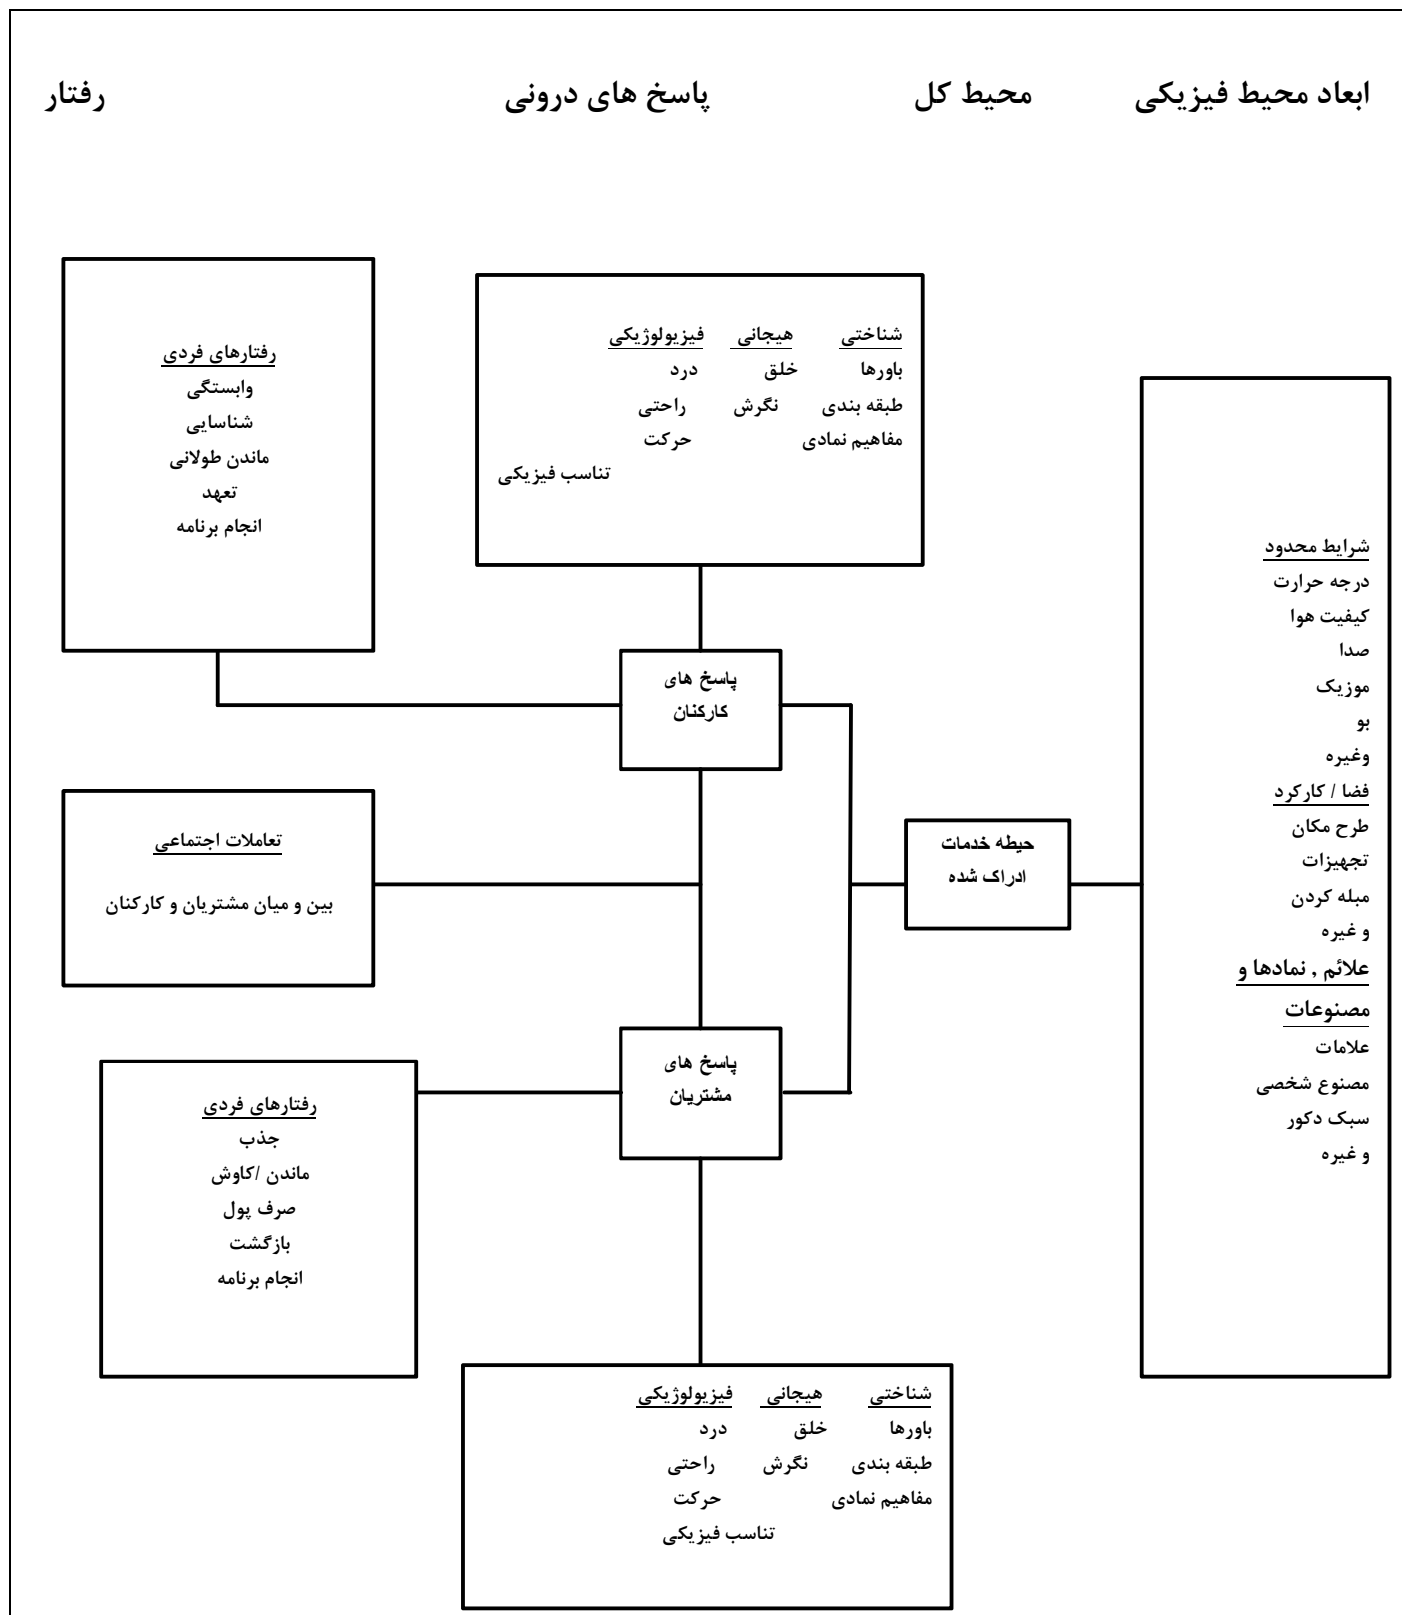 ابعاد محیط فیزیکی
محیط کل
پاسخ های درونی
رفتار
شرایط محدود
درجه حرارت
کیفیت هوا
صدا
موزیک
بو
وغیره
فضا / کارکرد
طرح مکان
تجهیزات
مبله کردن
و غیره
علائم , نمادها و
مصنوعات
علامات
مصنوع شخصی
سبک دکور
و غیره
حیطه خدمات
ادراک شده
شناختی هیجانی فیزیولوژیکی
باورها خلق درد
طبقه بندی نگرش راحتی
مفاهیم نمادی حرکت
تناسب فیزیکی
پاسخ های
کارکنان
پاسخ های
مشتریان
شناختی هیجانی فیزیولوژیکی
باورها خلق درد
طبقه بندی نگرش راحتی
مفاهیم نمادی حرکت
تناسب فیزیکی
رفتارهای فردی
وابستگی
شناسایی
ماندن طولانی
تعهد
انجام برنامه
تعاملات اجتماعی
بین و میان مشتریان و کارکنان
رفتارهای فردی
جذب
ماندن /کاوش
صرف پول
بازگشت
انجام برنامه